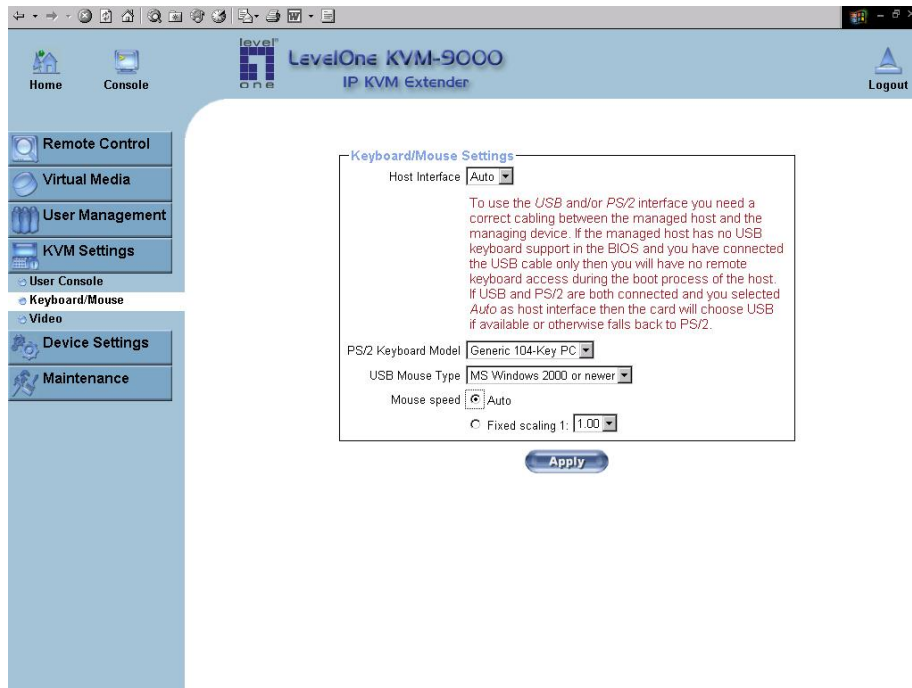 level
one
LevelOne KVM-9000
IP KVM Extender
Home
Console
Logout
Remote Control
Virtual Media
User Management
KVM Settings
User Console
Keyboard/Mouse
Video
Device Settings
Maintenance
Keyboard/Mouse Settings
Host Interface Auto
To use the USB and/or PS/2 interface you need a
correct cabling between the managed host and the
managing device. If the managed host has no USB
keyboard support in the BIOS and you have connected
the USB cable only then you will have no remote
keyboard access during the boot process of the host.
If USB and PS/2 are both connected and you selected
Auto as host interface then the card will choose USB
if available or otherwise falls back to PS/2.
PS/2 Keyboard Model Generic 104-Key PC
USB Mouse Type MS Windows 2000 or newer
Mouse speed Auto
Fixed scaling 1: 1.00
Apply